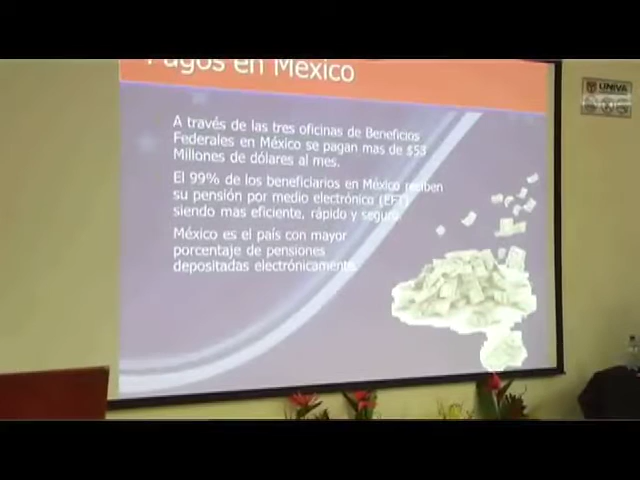 Pagos en México
A través de las tres oficinas de Beneficios
Federales en México se pagan mas de $53
Millones de dólares al mes.
El 99% de los beneficiarios en México reciben
su pensión por medio electrónico (EFT)
siendo mas eficiente, rápido y seguro.
México es el país con mayor
porcentaje de pensiones
depositadas electrónicamente.
UNIVA